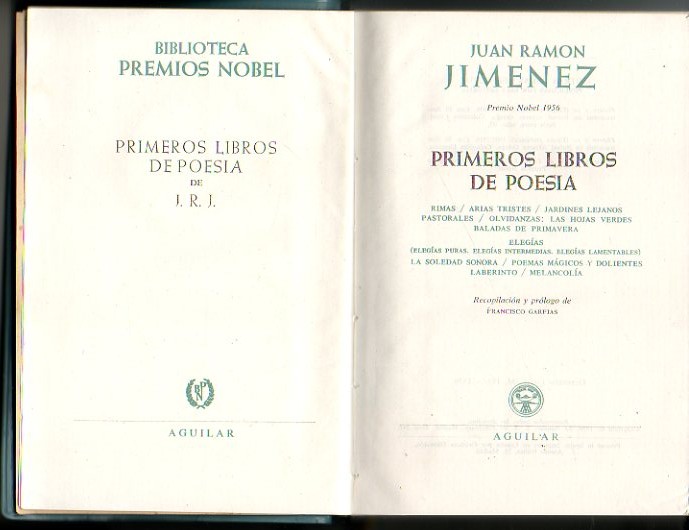 BIBLIOTECA
PREMIOS NOBEL
PRIMEROS LIBROS
DE POESIA
DE
J. R. J.
BPN
AGUILAR
JUAN RAMON
JIMENEZ
Premio Nobel 1956
PRIMEROS LIBROS
DE POESIA
RIMAS / ARIAS TRISTES / JARDINES LEJANOS
PASTORALES / OLVIDANZAS: LAS HOJAS VERDES
BALADAS DE PRIMAVERA
ELEGÍAS
(ELEGÍAS PURAS. ELEGÍAS INTERMEDIAS. ELEGÍAS LAMENTABLES)
LA SOLEDAD SONORA / POEMAS MÁGICOS Y DOLIENTES
LABERINTO / MELANCOLÍA
Recopilación y prólogo de
FRANCISCO GARFIAS
AGUILAR